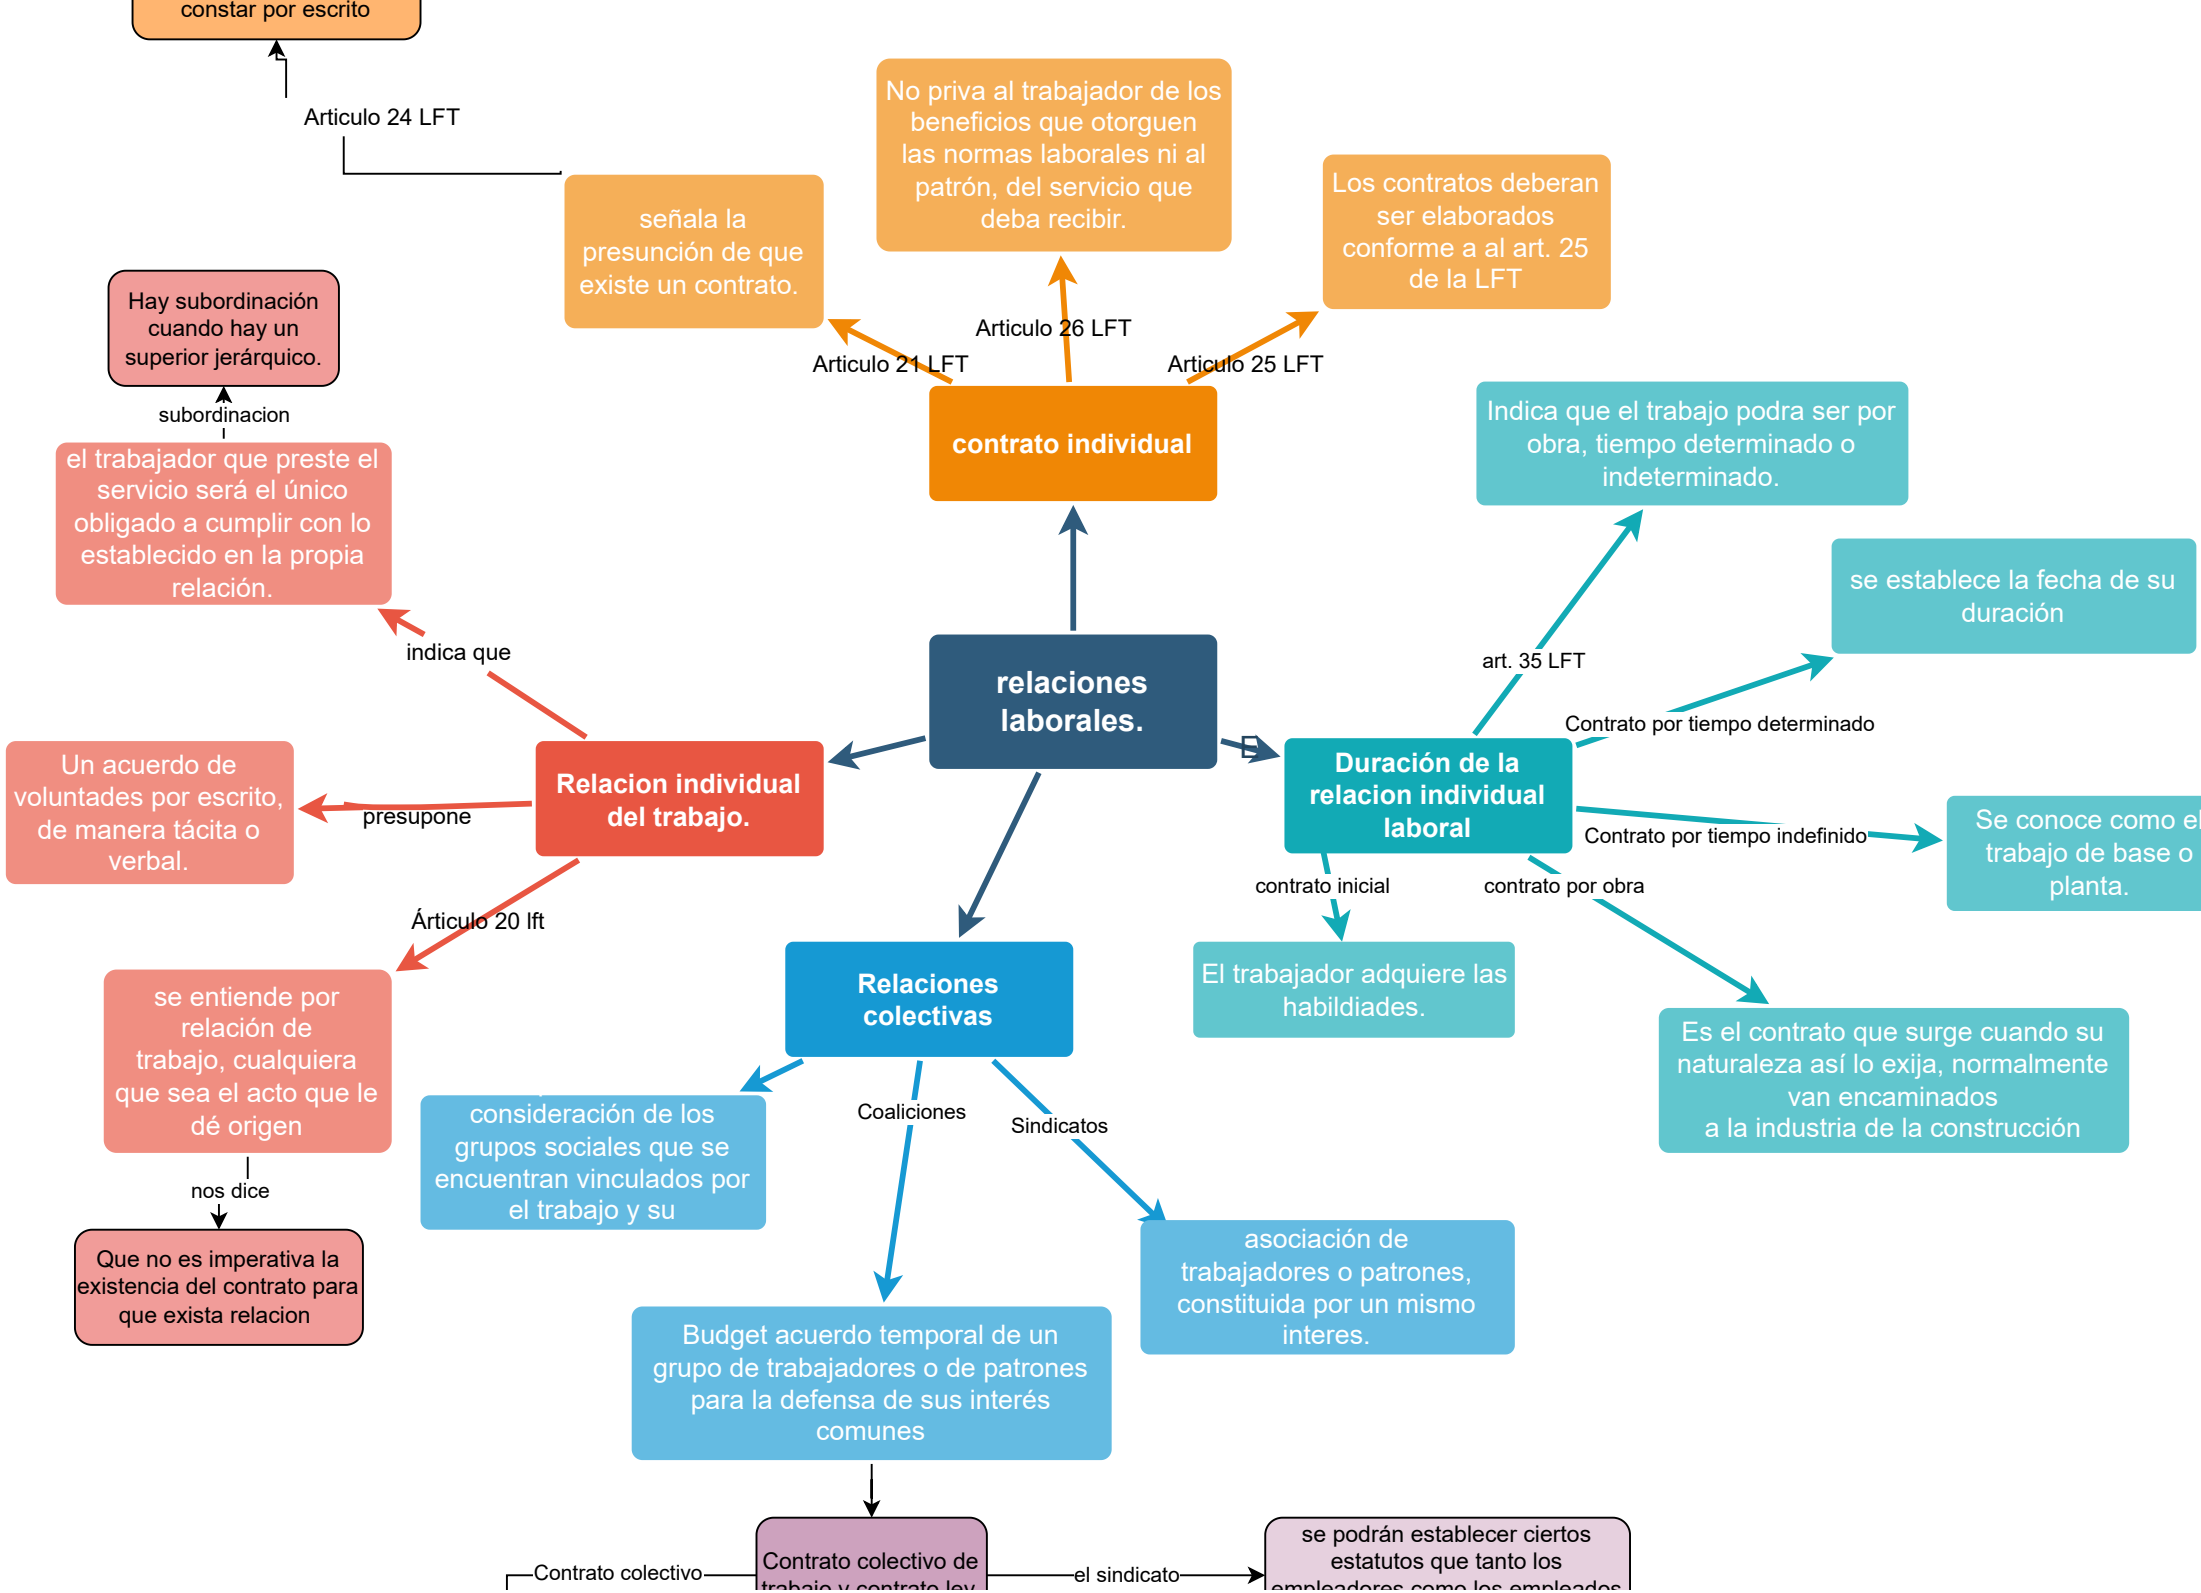 constar por escrito
Articulo 24 LFT
señala la
presunción de que
existe un contrato.
No priva al trabajador de los
beneficios que otorguen
las normas laborales ni al
patrón, del servicio que
deba recibir.
Los contratos deberan
ser elaborados
conforme a al art. 25
de la LFT
Articulo 21 LFT
Articulo 26 LFT
Articulo 25 LFT
contrato individual
Hay subordinación
cuando hay un
superior jerárquico.
subordinacion
el trabajador que preste el
servicio será el único
obligado a cumplir con lo
establecido en la propia
relación.
indica que
Indica que el trabajo podra ser por
obra, tiempo determinado o
indeterminado.
se establece la fecha de su
duración
art. 35 LFT
Contrato por tiempo determinado
relaciones
laborales.
Relacion individual
del trabajo.
Un acuerdo de
voluntades por escrito,
de manera tácita o
verbal.
presupone
Duración de la
relacion individual
laboral
Contrato por tiempo indefinido
Se conoce como el
trabajo de base o
planta.
contrato inicial
contrato por obra
Árticulo 20 lft
se entiende por
relación de
trabajo, cualquiera
que sea el acto que le
dé origen
nos dice
Que no es imperativa la
existencia del contrato para
que exista relacion
Relaciones
colectivas
El trabajador adquiere las
habildiades.
Es el contrato que surge cuando su
naturaleza así lo exija, normalmente
van encaminados
a la industria de la construcción
consideración de los
grupos sociales que se
encuentran vinculados por
el trabajo y su
Coaliciones
Sindicatos
asociación de
trabajadores o patrones,
constituida por un mismo
interes.
Budget acuerdo temporal de un
grupo de trabajadores o de patrones
para la defensa de sus interés
comunes
Contrato colectivo
Contrato colectivo de
trabajo y contrato ley
el sindicato
se podrán establecer ciertos
estatutos que tanto los
empleadores como los empleados